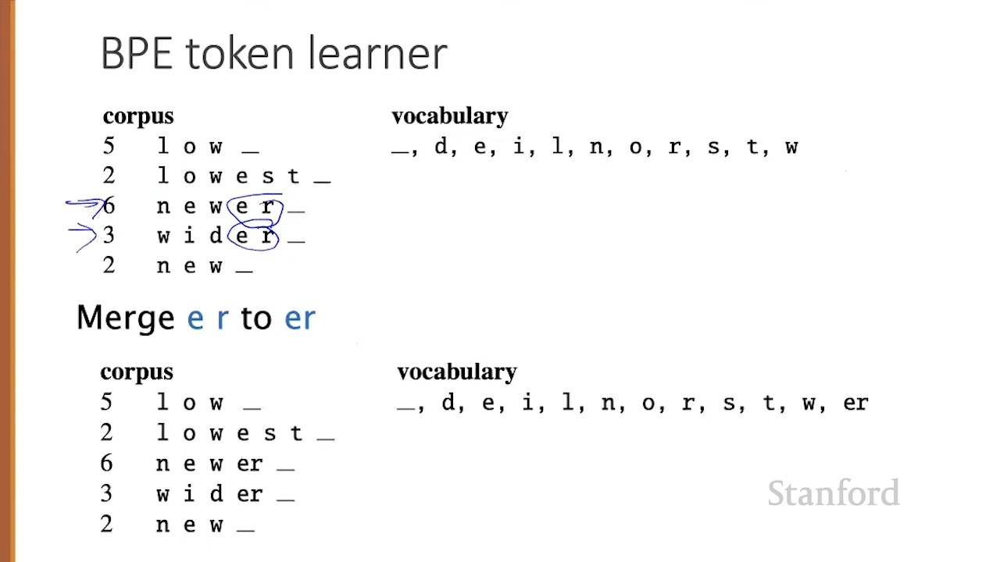 BPE token learner
corpus vocabulary
5 l o w _ _, d, e, i, l, n, o, r, s, t, w
2 l o w e s t _
6 n e w e r _
3 w i d e r _
2 n e w _
Merge e r to er
corpus vocabulary
5 l o w _ _, d, e, i, l, n, o, r, s, t, w, er
2 l o w e s t _
6 n e w er _
3 w i d er _
2 n e w _
Stanford